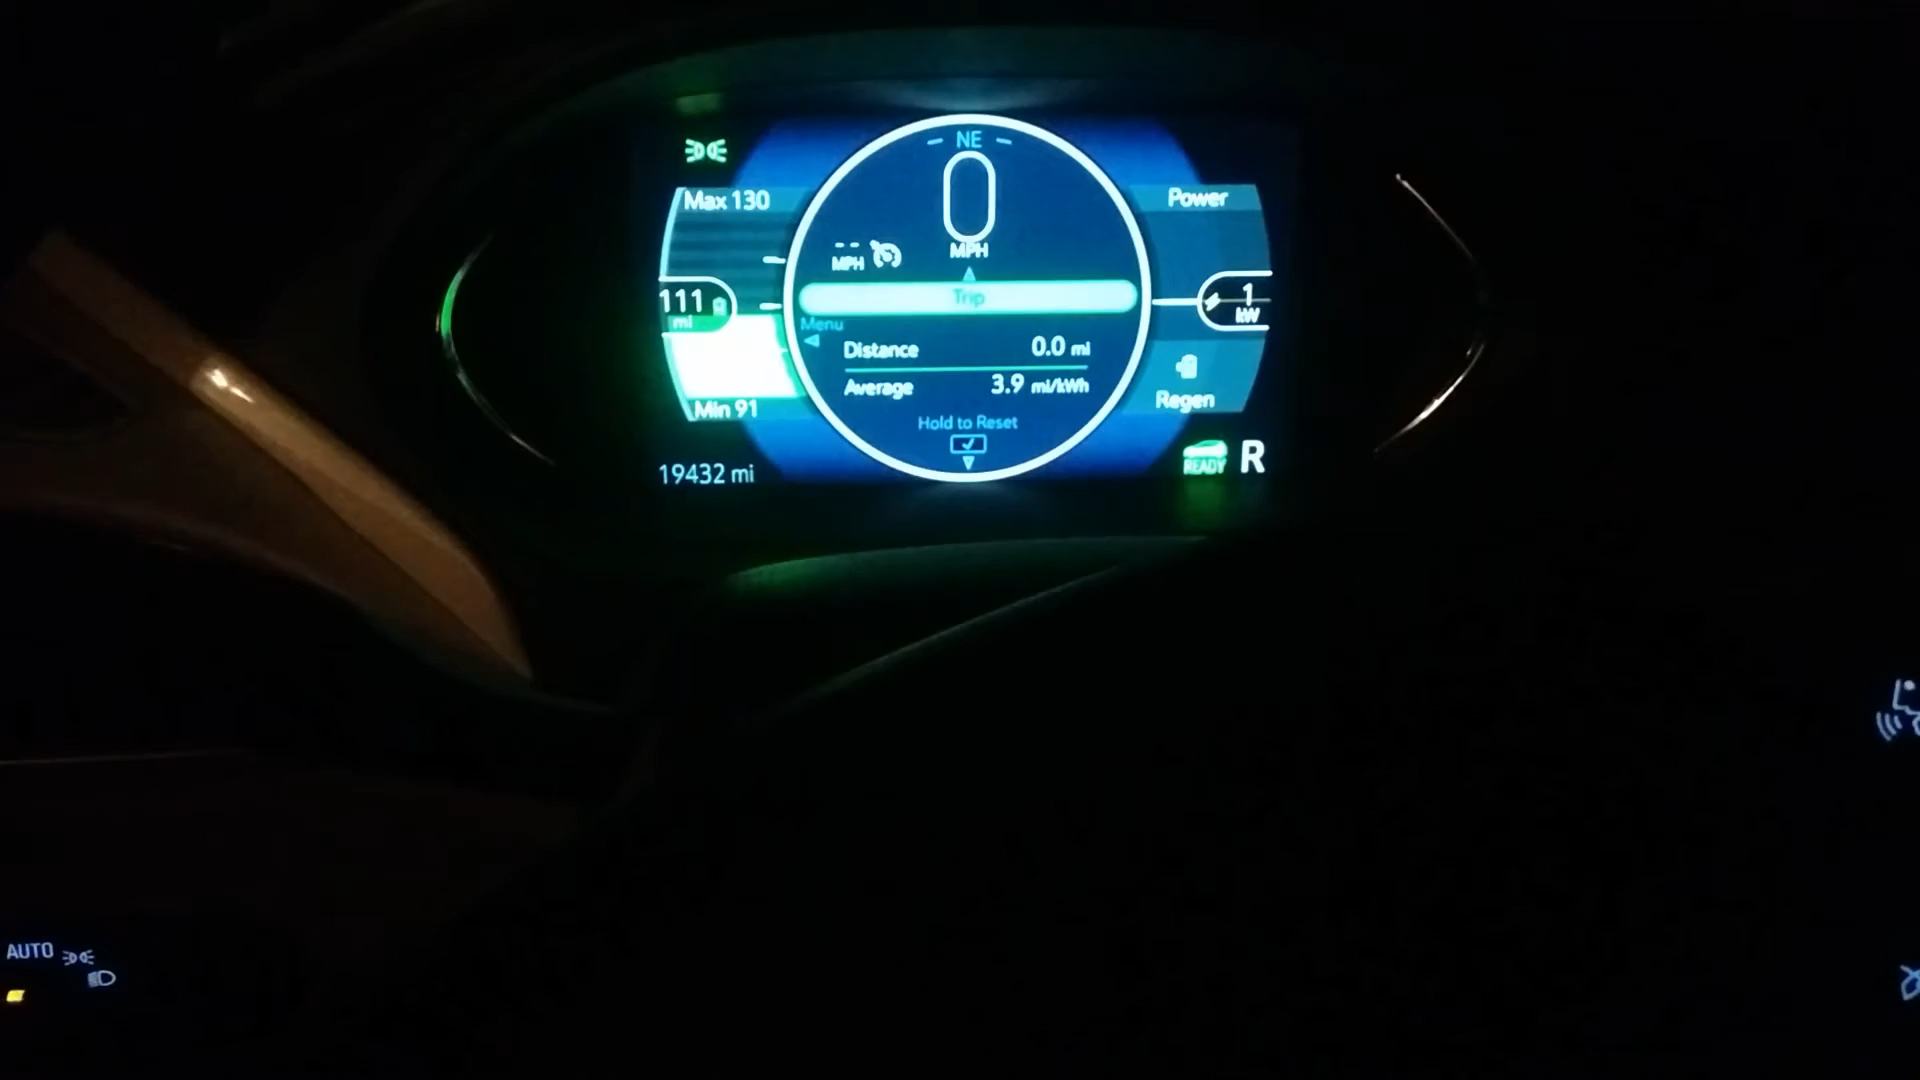 NE
0
MPH
Max 130
Power
--
MPH
111
mi
Trip
1
kW
Menu
Distance 0.0 mi
Average 3.9 mi/kWh
Min 91
Regen
Hold to Reset
19432 mi
READY R
AUTO